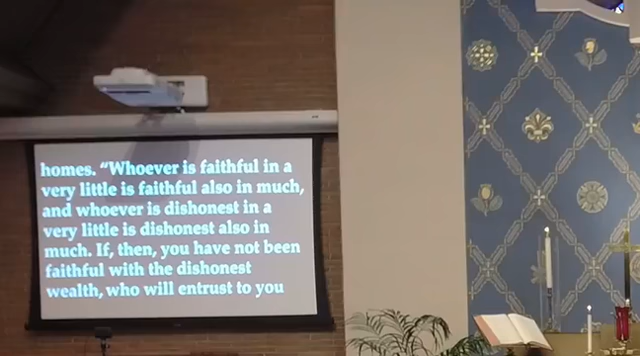 homes. “Whoever is faithful in a
very little is faithful also in much,
and whoever is dishonest in a
very little is dishonest also in
much. If, then, you have not been
faithful with the dishonest
wealth, who will entrust to you